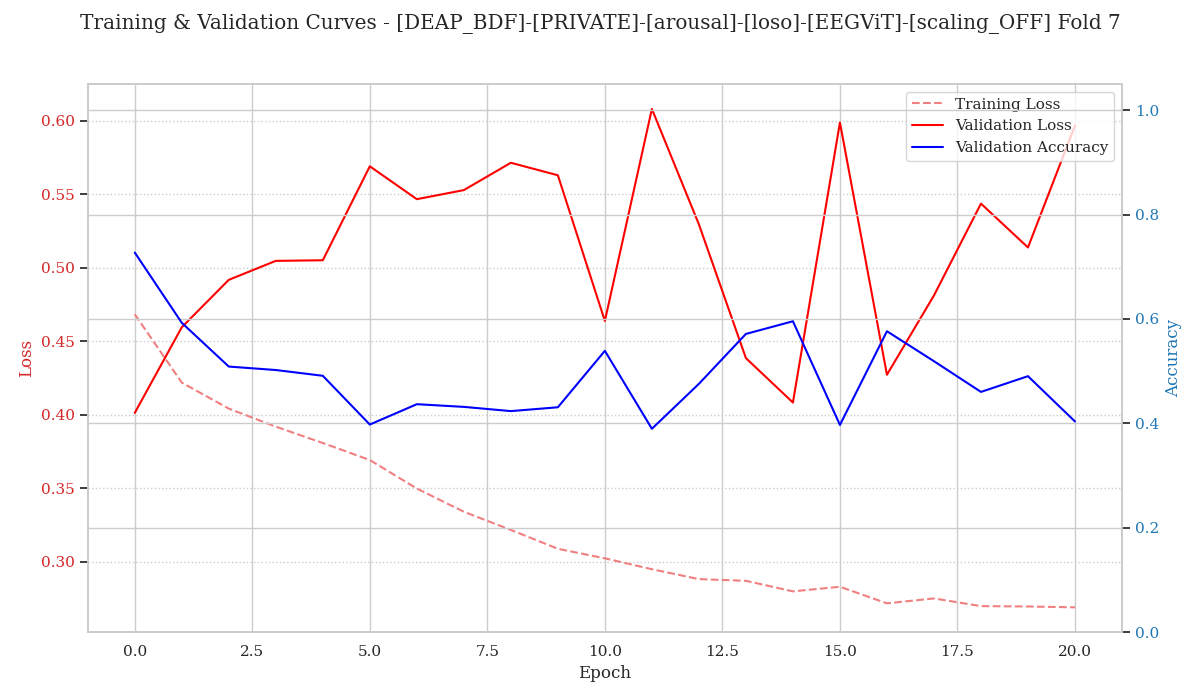 Training & Validation Curves - [DEAP_BDF]-[PRIVATE]-[arousal]-[loso]-[EEGViT]-[scaling_OFF] Fold 7
Training Loss
Validation Loss
Validation Accuracy
Loss
0.60
0.55
0.50
0.45
0.40
0.35
0.30
1.0
0.8
0.6
0.4
0.2
0.0
Accuracy
0.0 2.5 5.0 7.5 10.0 12.5 15.0 17.5 20.0
Epoch